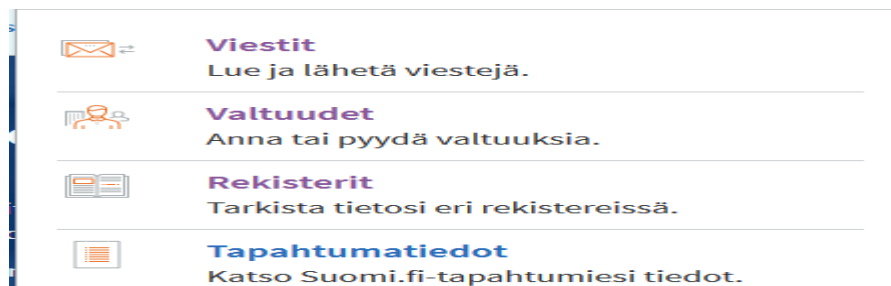 Viestit
Lue ja lähetä viestejä.
Valtuudet
Anna tai pyydä valtuuksia.
Rekisterit
Tarkista tietosi eri rekistereissä.
Tapahtumatiedot
Katso Suomi.fi-tapahtumiesi tiedot.